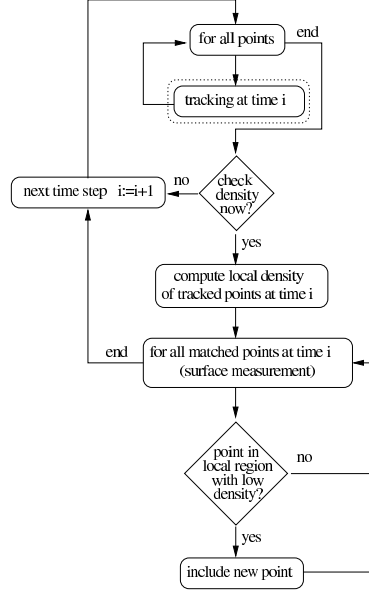 for all points
end
tracking at time i
check
density
now?
no
next time step i:=i+1
yes
compute local density
of tracked points at time i
end
for all matched points at time i
(surface measurement)
point in
local region
with low
density?
no
yes
include new point